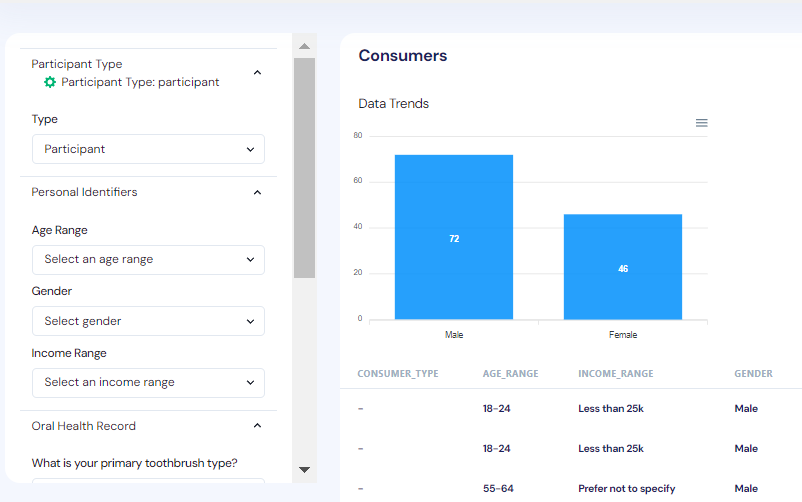 Participant Type
Participant Type: participant
Type
Participant
Personal Identifiers
Age Range
Select an age range
Gender
Select gender
Income Range
Select an income range
Oral Health Record
What is your primary toothbrush type?
Consumers
Data Trends
80
60
40
20
0
72
46
Male Female
CONSUMER_TYPE AGE_RANGE INCOME_RANGE GENDER
– 18-24 Less than 25k Male
– 18-24 Less than 25k Male
– 55-64 Prefer not to specify Male